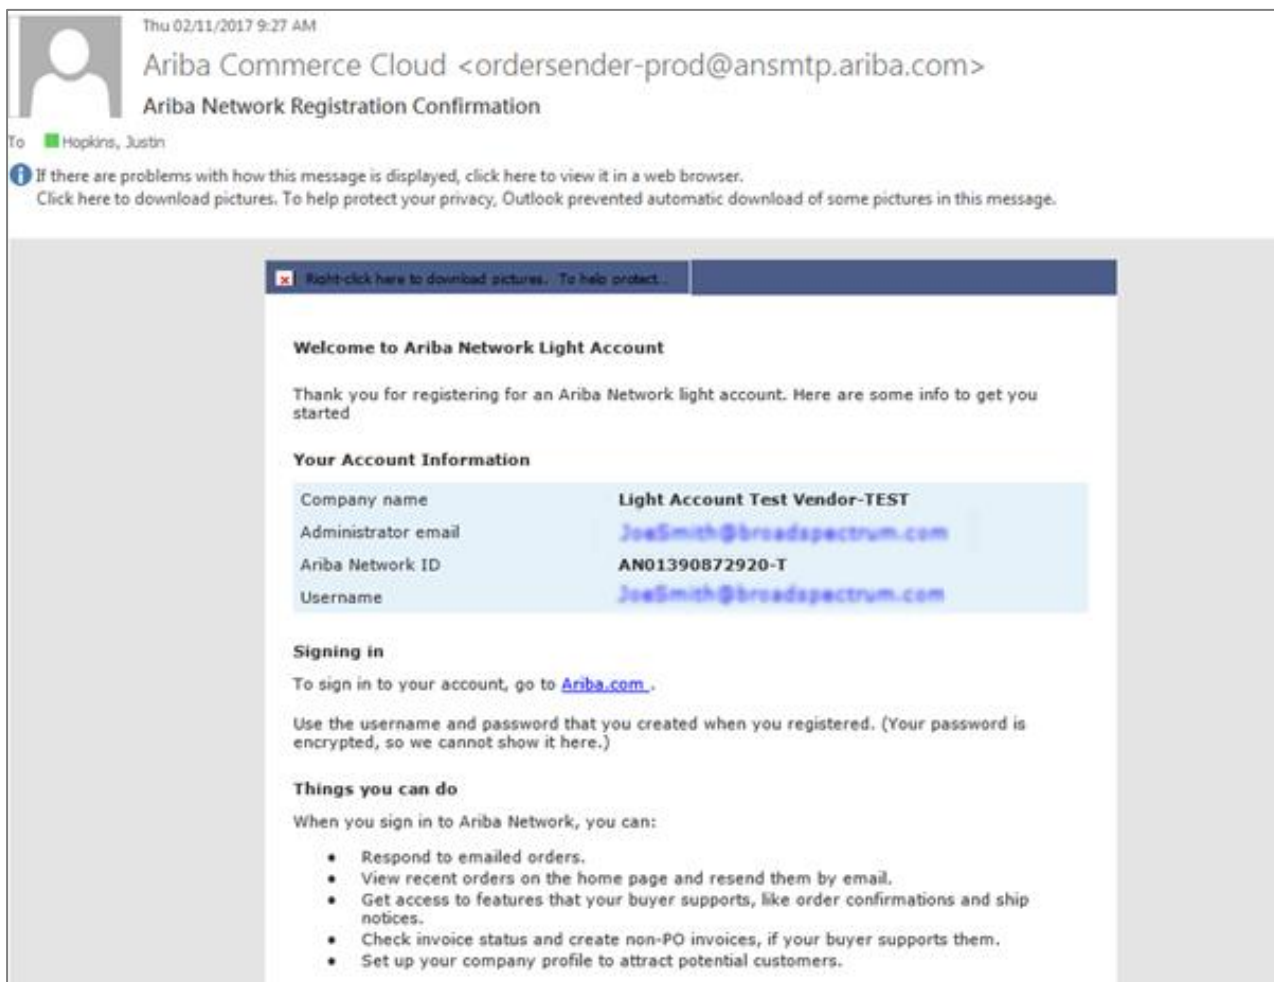 Thu 02/11/2017 9:27 AM
Ariba Commerce Cloud <ordersender-prod@ansmtp.ariba.com>
Ariba Network Registration Confirmation
To Hopkins, Justin
If there are problems with how this message is displayed, click here to view it in a web browser.
Click here to download pictures. To help protect your privacy, Outlook prevented automatic download of some pictures in this message.
Right-click here to download pictures. To help protect...
Welcome to Ariba Network Light Account
Thank you for registering for an Ariba Network light account. Here are some info to get you
started
Your Account Information
Company name Light Account Test Vendor-TEST
Administrator email JoeSmith@broadspectrum.com
Ariba Network ID AN01390872920-T
Username JoeSmith@broadspectrum.com
Signing in
To sign in to your account, go to Ariba.com .
Use the username and password that you created when you registered. (Your password is
encrypted, so we cannot show it here.)
Things you can do
When you sign in to Ariba Network, you can:
• Respond to emailed orders.
• View recent orders on the home page and resend them by email.
• Get access to features that your buyer supports, like order confirmations and ship
notices.
• Check invoice status and create non-PO invoices, if your buyer supports them.
• Set up your company profile to attract potential customers.